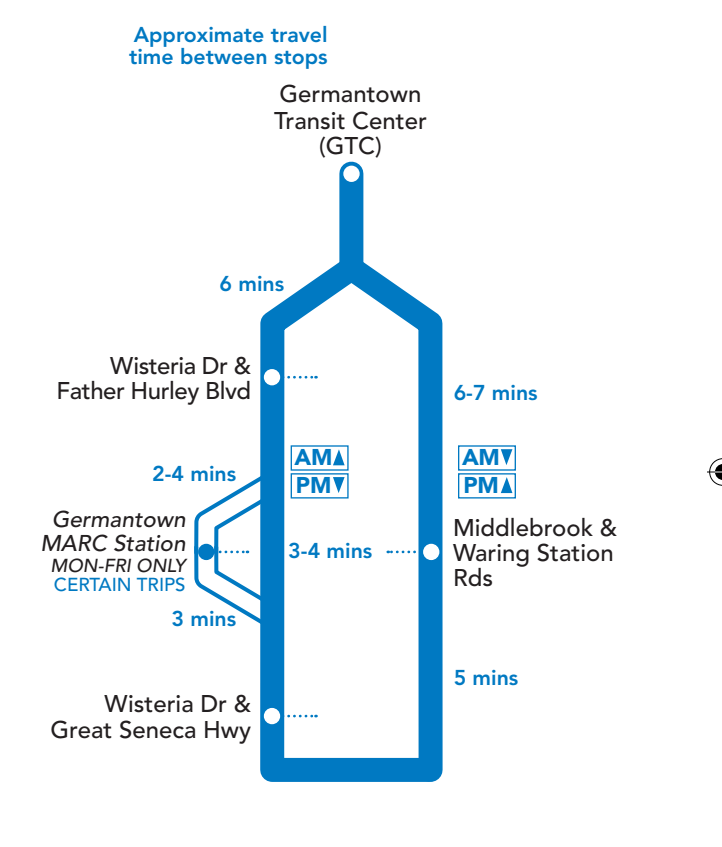 Approximate travel
time between stops
Germantown
Transit Center
(GTC)
6 mins
Wisteria Dr &
Father Hurley Blvd
6-7 mins
AM▲
PM▼
AM▼
PM▲
2-4 mins
Germantown
MARC Station
MON-FRI ONLY
CERTAIN TRIPS
3-4 mins
Middlebrook &
Waring Station
Rds
3 mins
5 mins
Wisteria Dr &
Great Seneca Hwy